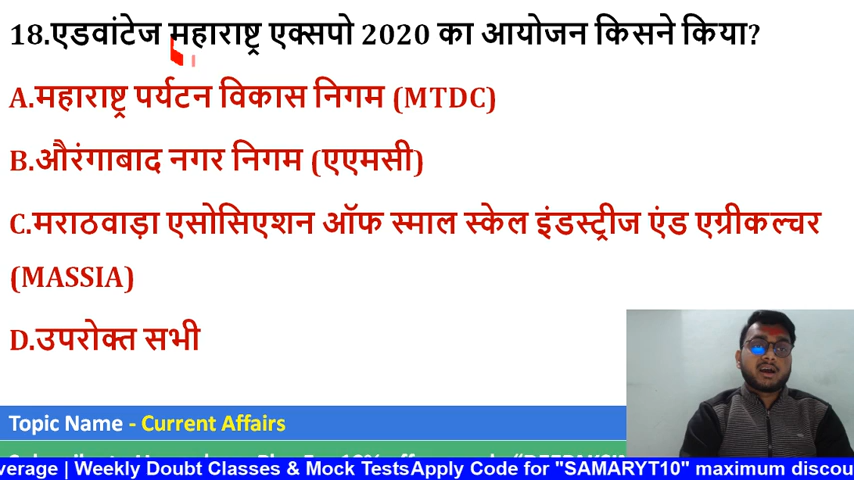 18.एडवांटेज महाराष्ट्र एक्सपो 2020 का आयोजन किसने किया?
A.महाराष्ट्र पर्यटन विकास निगम (MTDC)
B.औरंगाबाद नगर निगम (एएमसी)
C.मराठवाड़ा एसोसिएशन ऑफ स्माल स्केल इंडस्ट्रीज एंड एग्रीकल्चर
(MASSIA)
D.उपरोक्त सभी
Topic Name - Current Affairs
verage | Weekly Doubt Classes & Mock TestsApply Code for "SAMARYT10" maximum discou